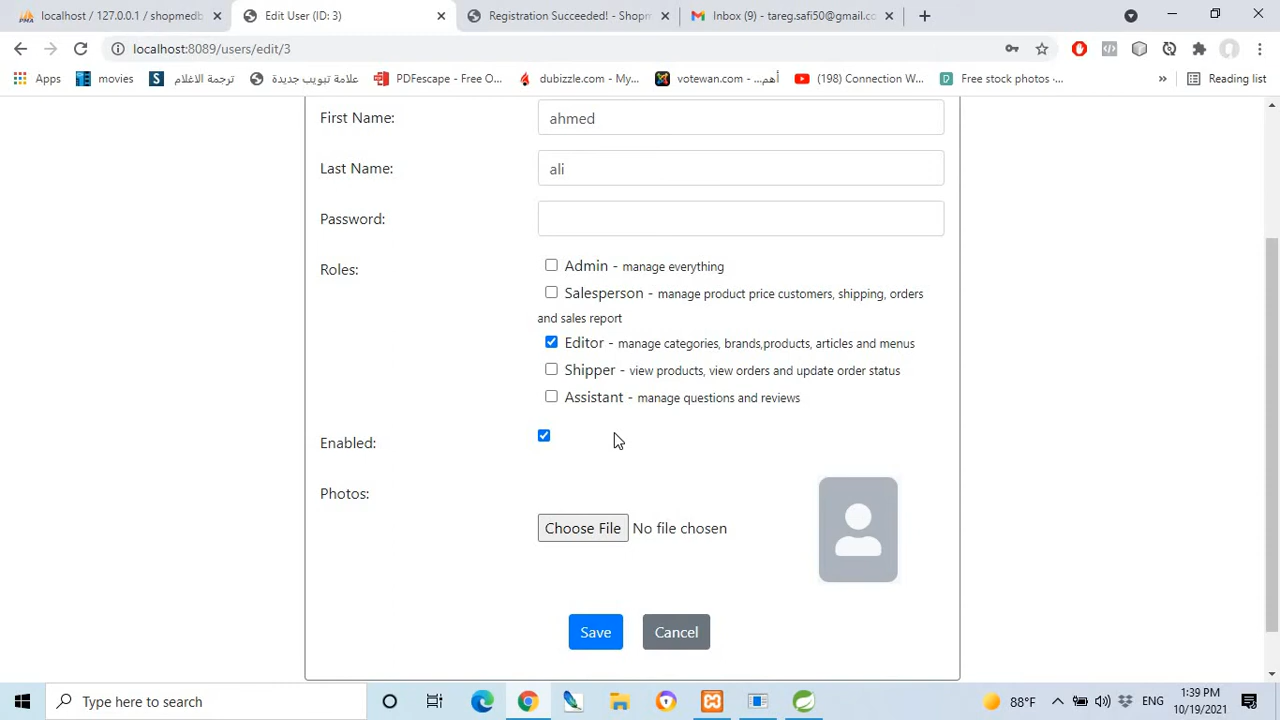 localhost / 127.0.0.1 / shopmedb
Edit User (ID: 3)
Registration Succeeded! - Shopm
Inbox (9) - tareg.safi50@gmail.co
localhost:8089/users/edit/3
Apps
movies
S
ترجمة الاغلام
علامة تبويب جديدة
PDFescape - Free O...
dubizzle.com - My...
votewan.com - أهم...
(198) Connection W...
D
Free stock photos ·...
»
Reading list
First Name:
ahmed
Last Name:
ali
Password:
Roles:
Admin - manage everything
Salesperson - manage product price customers, shipping, orders
and sales report
Editor - manage categories, brands,products, articles and menus
Shipper - view products, view orders and update order status
Assistant - manage questions and reviews
Enabled:
Photos:
Choose File No file chosen
Save
Cancel
Type here to search
88°F
ENG
1:39 PM
10/19/2021